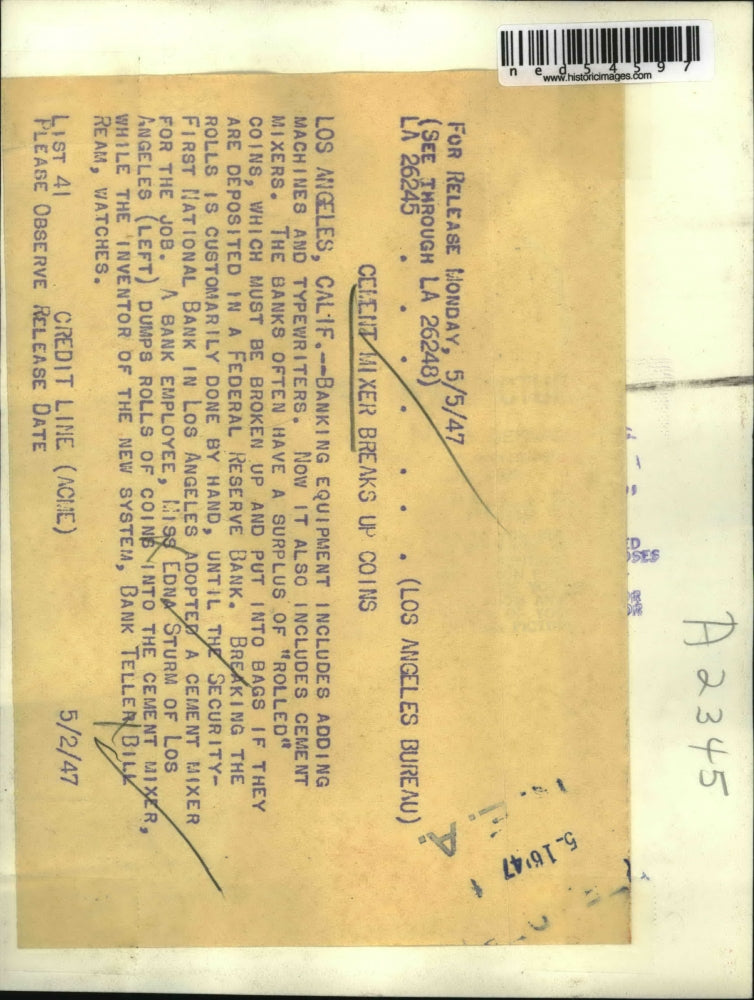 ned54597
www.historicimages.com
A2345
FOR RELEASE MONDAY, 5/5/47
(SEE THROUGH LA 26248)
LA 26245 . . . . . . . (LOS ANGELES BUREAU)
CEMENT MIXER BREAKS UP COINS
LOS ANGELES, CALIF.--BANKING EQUIPMENT INCLUDES ADDING
MACHINES AND TYPEWRITERS. NOW IT ALSO INCLUDES CEMENT
MIXERS. THE BANKS OFTEN HAVE A SURPLUS OF "ROLLED"
COINS, WHICH MUST BE BROKEN UP AND PUT INTO BAGS IF THEY
ARE DEPOSITED IN A FEDERAL RESERVE BANK. BREAKING THE
ROLLS IS CUSTOMARILY DONE BY HAND, UNTIL THE SECURITY-
FIRST NATIONAL BANK IN LOS ANGELES ADOPTED A CEMENT MIXER
FOR THE JOB. A BANK EMPLOYEE, MISS EDNA STURM OF LOS
ANGELES (LEFT) DUMPS ROLLS OF COINS INTO THE CEMENT MIXER,
WHILE THE INVENTOR OF THE NEW SYSTEM, BANK TELLER BILL
REAM, WATCHES.
LIST 41 CREDIT LINE (ACME) 5/2/47
PLEASE OBSERVE RELEASE DATE
5-16'47